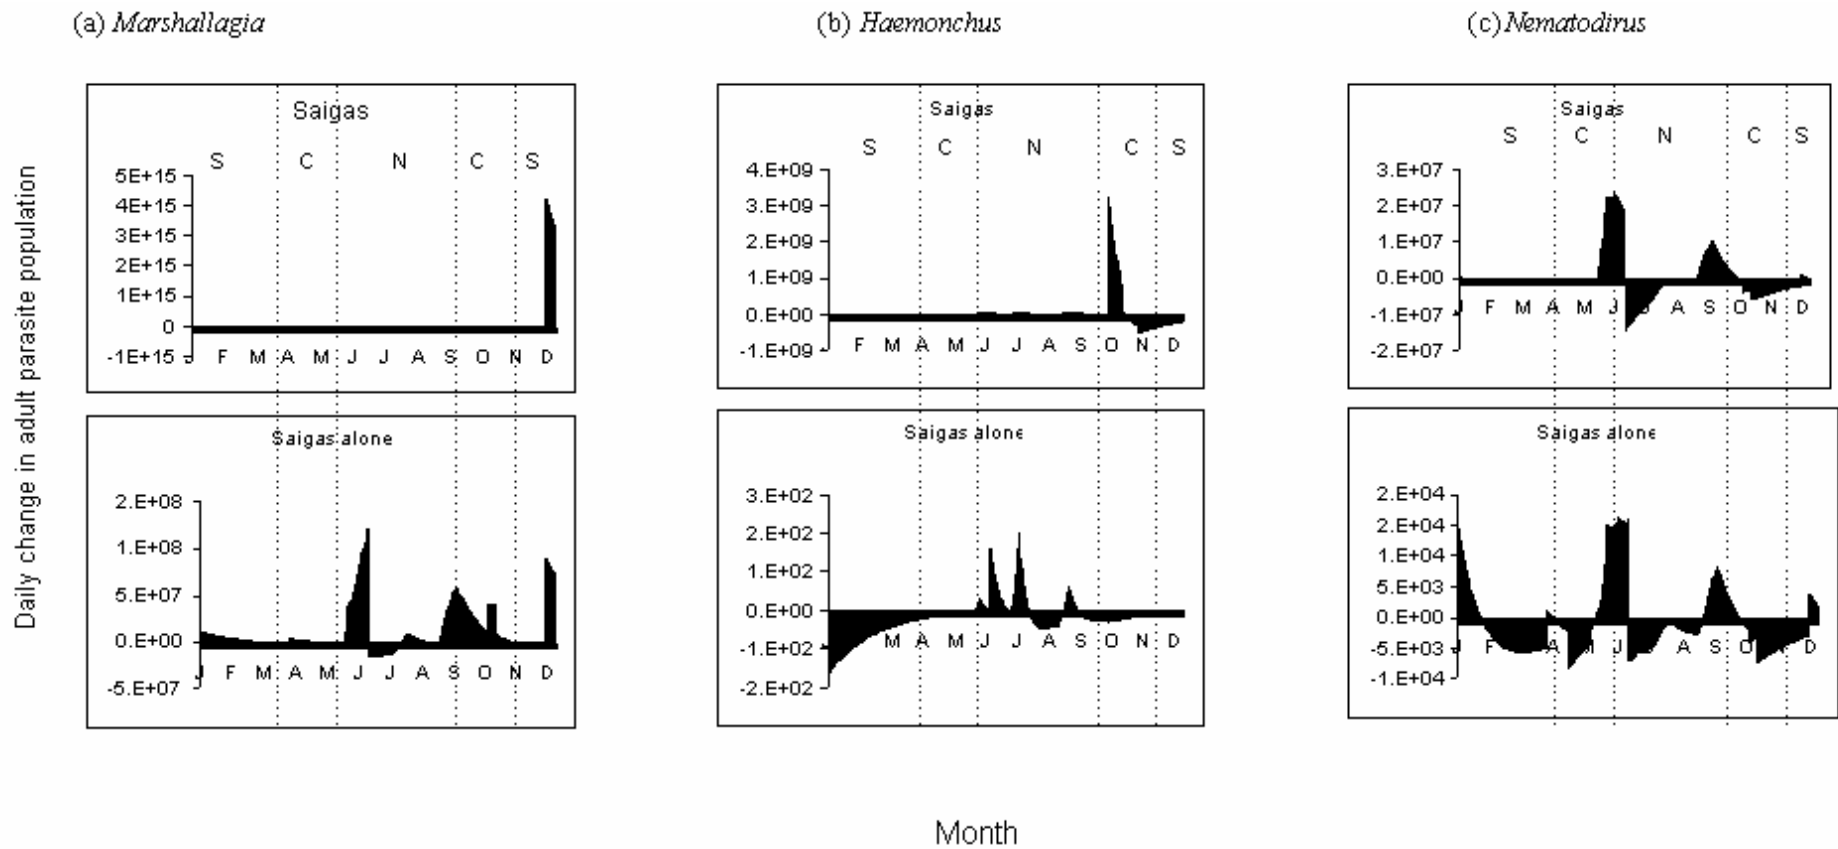 (a) Marshallagia
(b) Haemonchus
(c) Nematodirus
Daily change in adult parasite population
Saigas
S C N C S
5E+15
4E+15
3E+15
2E+15
1E+15
0
-1E+15
J F M A M J J A S O N D
Saigas
S C N C S
4.E+09
3.E+09
2.E+09
1.E+09
0.E+00
-1.E+09
F M A M J J A S O N D
Saigas
S C N C S
3.E+07
2.E+07
1.E+07
0.E+00
-1.E+07
-2.E+07
J F M A M J J A S O N D
Saigas alone
2.E+08
1.E+08
5.E+07
0.E+00
-5.E+07
J F M A M J J A S O N D
Saigas alone
3.E+02
2.E+02
1.E+02
0.E+00
-1.E+02
-2.E+02
M A M J J A S O N D
Saigas alone
2.E+04
2.E+04
1.E+04
5.E+03
0.E+00
-5.E+03
-1.E+04
J F M A M J J A S O N D
Month